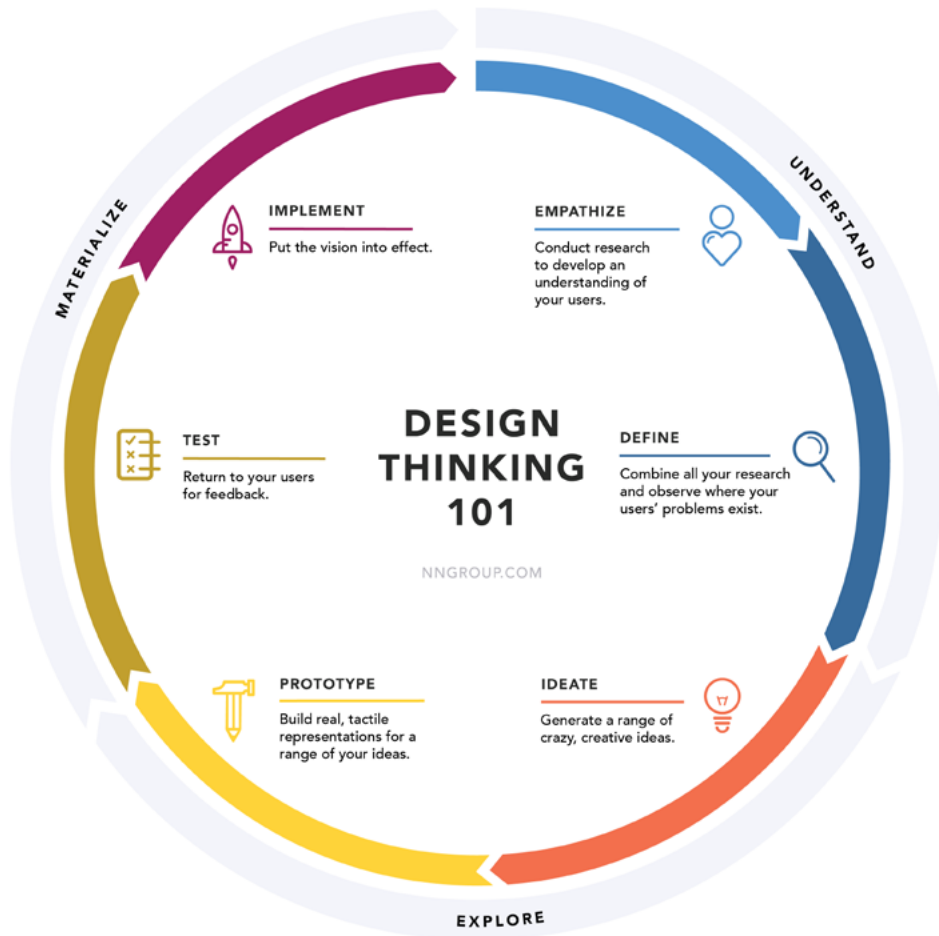 DESIGN
THINKING
101
NNGROUP.COM
UNDERSTAND
EMPATHIZE
Conduct research
to develop an
understanding of
your users.
DEFINE
Combine all your research
and observe where your
users' problems exist.
EXPLORE
IDEATE
Generate a range of
crazy, creative ideas.
PROTOTYPE
Build real, tactile
representations for a
range of your ideas.
MATERIALIZE
TEST
Return to your users
for feedback.
IMPLEMENT
Put the vision into effect.